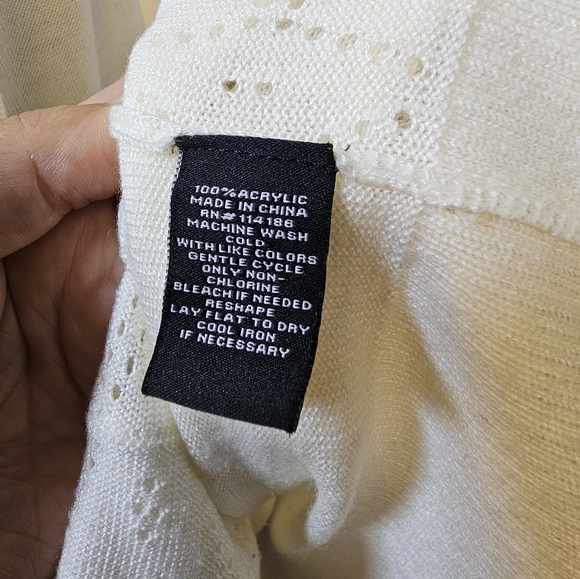 100% ACRYLIC
MADE IN CHINA
RN# 114186
MACHINE WASH
COLD
WITH LIKE COLORS
GENTLE CYCLE
ONLY NON-
CHLORINE
BLEACH IF NEEDED
RESHAPE
LAY FLAT TO DRY
COOL IRON
IF NECESSARY